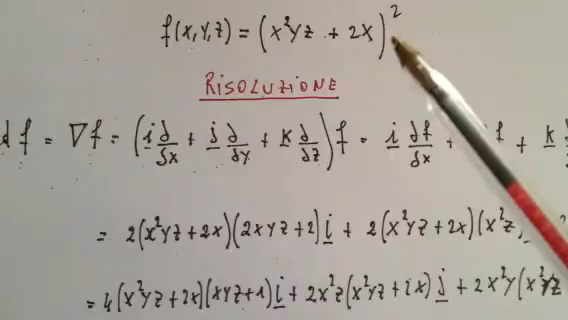 f(x,y,z) = (x²yz + 2x)²
RISOLUZIONE
d f = ∇f = (i ∂/∂x + j ∂/∂y + k ∂/∂z) f = i ∂f/∂x + f + k
= 2(x²yz+2x)(2xyz+2) i + 2(x²yz+2x)(x²z)
= 4(x²yz+2x)(xyz+1) i + 2x²z(x²yz+2x) j + 2x²y(x²yz